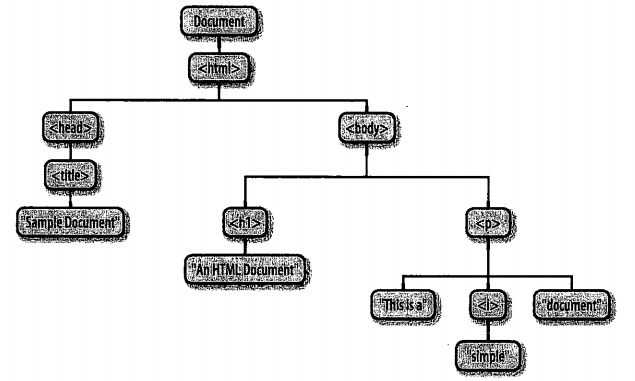 Document
<html>
<head>
<body>
<title>
<h1>
<p>
"Sample Document"
"An HTML Document"
"This is a"
<i>
"document"
"simple"